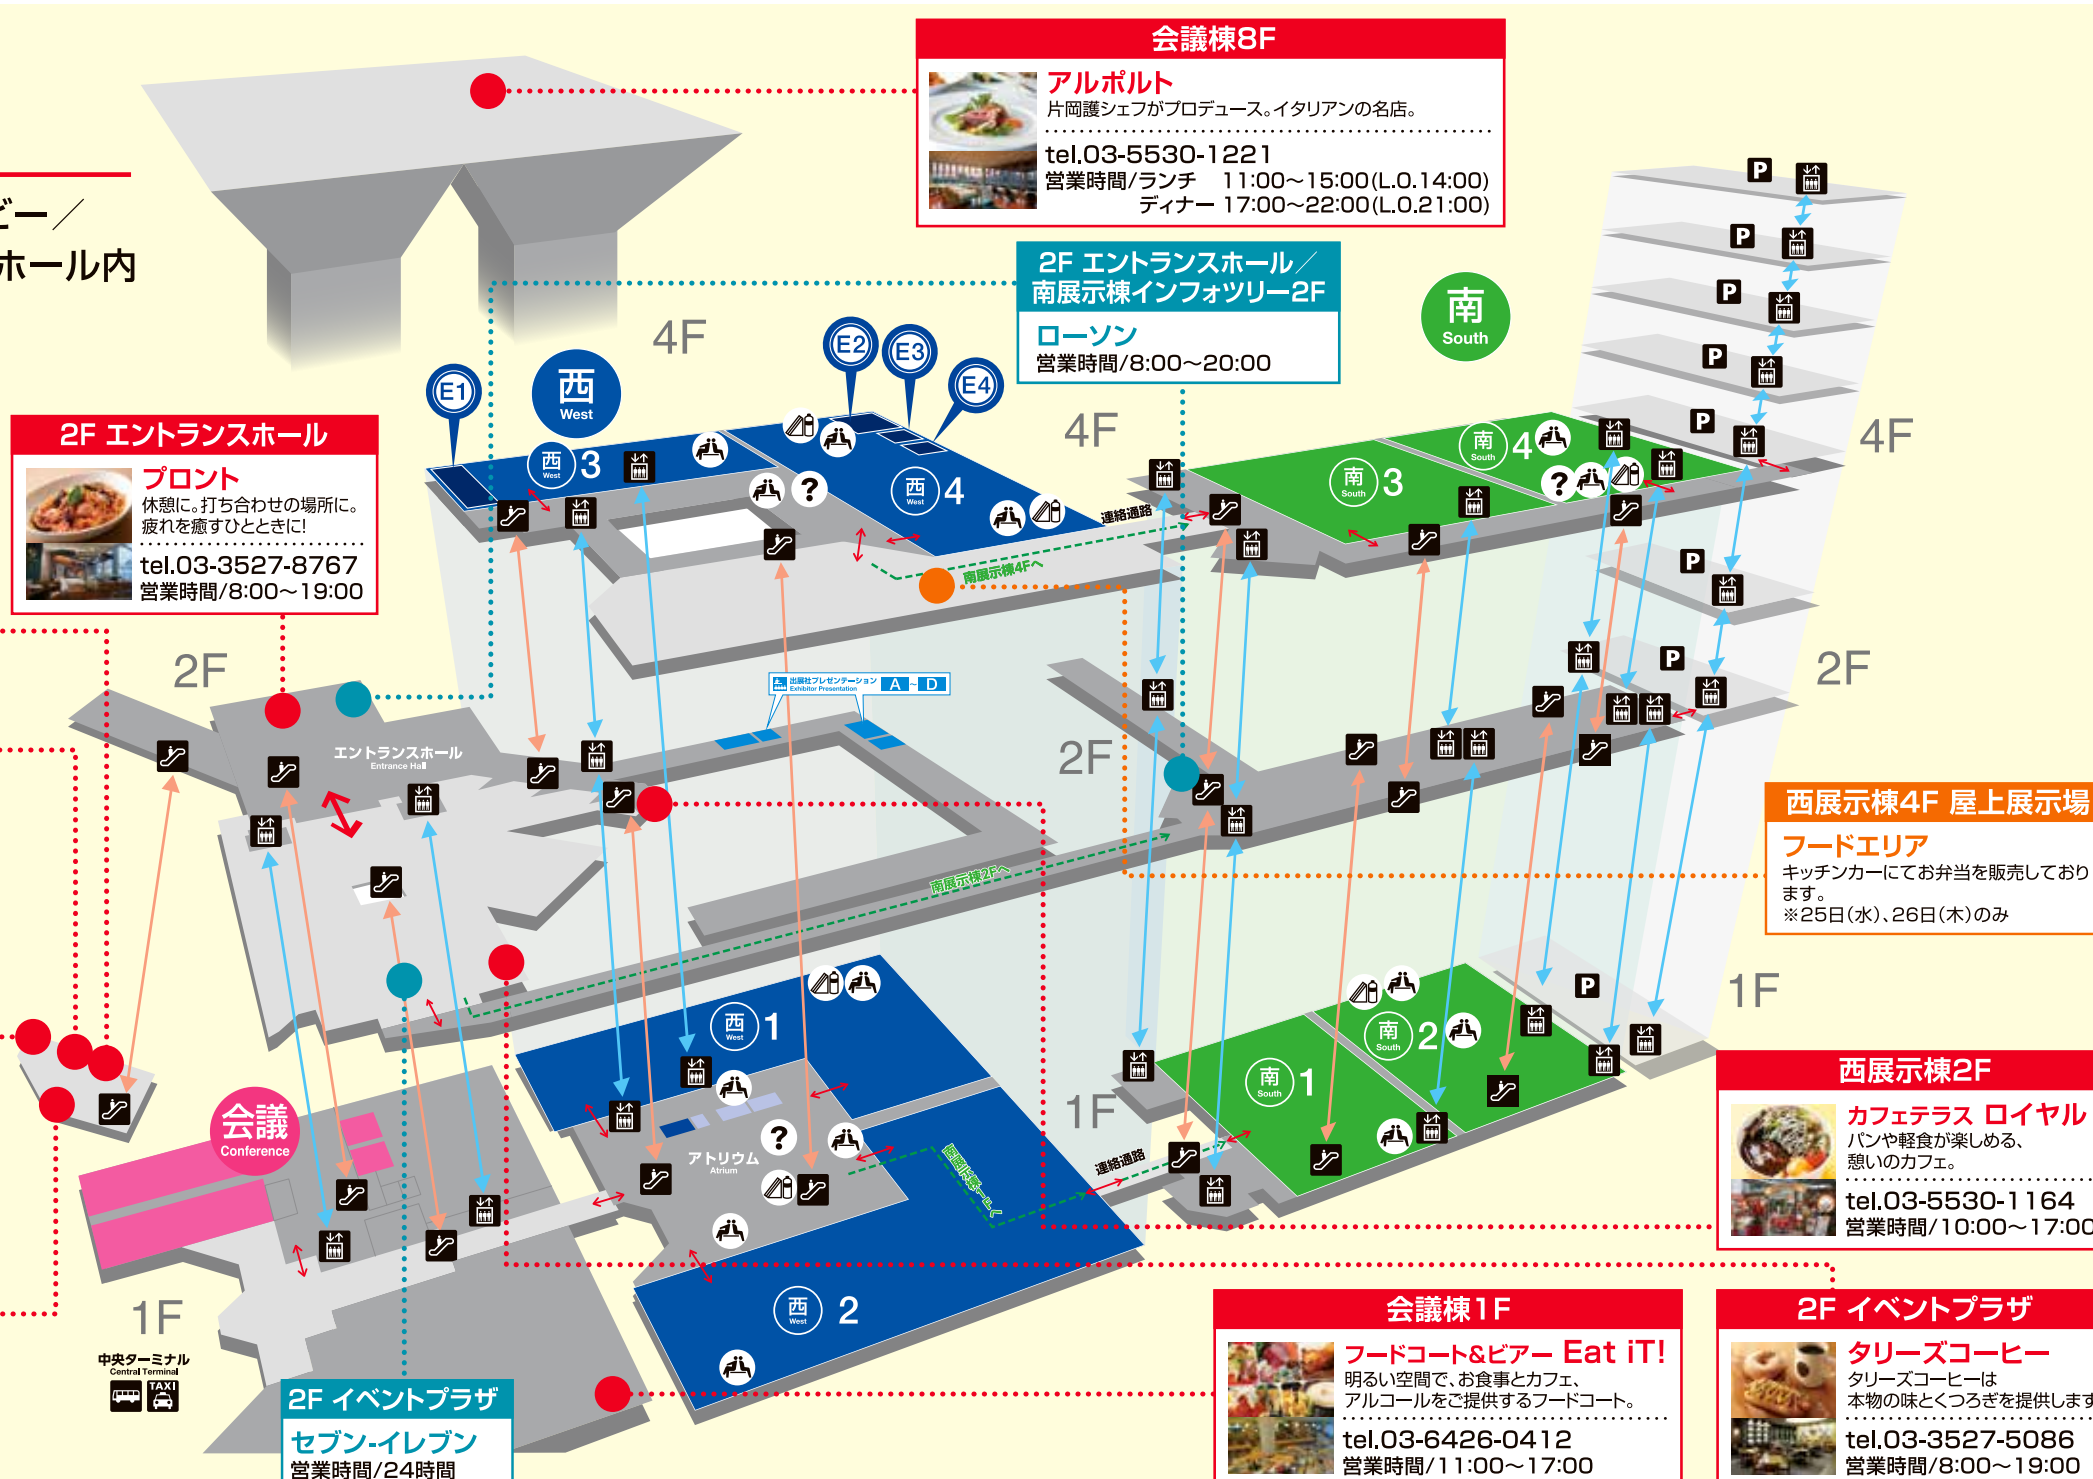 ビー／
ホール内
会議棟8F
アルポルト
片岡護シェフがプロデュース。イタリアンの名店。
tel.03-5530-1221
営業時間/ランチ 11:00～15:00(L.O.14:00)
ディナー 17:00～22:00(L.O.21:00)
2F エントランスホール／
南展示棟インフォツリー2F
ローソン
営業時間/8:00～20:00
南
South
4F
E1
西
West
E2
E3
E4
2F エントランスホール
プロント
休憩に。打ち合わせの場所に。
疲れを癒すひとときに！
tel.03-3527-8767
営業時間/8:00～19:00
西
West
3
西
West
4
?
4F
連絡通路
南展示棟4Fへ
南
South
3
南
South
4
?
4F
P
P
P
P
P
P
P
P
2F
エントランスホール
Entrance Hall
出展社プレゼンテーション
Exhibitor Presentation
A - D
2F
2F
南展示棟2Fへ
西展示棟4F 屋上展示場
フードエリア
キッチンカーにてお弁当を販売しており
ます。
※25日(水)、26日(木)のみ
1F
西
West
1
アトリウム
Atrium
?
西
West
2
連絡通路
1F
南
South
1
南
South
2
会議
Conference
1F
中央ターミナル
Central Terminal
TAXI
2F イベントプラザ
セブン-イレブン
営業時間/24時間
西展示棟2F
カフェテラス ロイヤル
パンや軽食が楽しめる、
憩いのカフェ。
tel.03-5530-1164
営業時間/10:00～17:00
会議棟1F
フードコート&ビアー Eat iT!
明るい空間で、お食事とカフェ、
アルコールをご提供するフードコート。
tel.03-6426-0412
営業時間/11:00～17:00
2F イベントプラザ
タリーズコーヒー
タリーズコーヒーは
本物の味とくつろぎを提供します
tel.03-3527-5086
営業時間/8:00～19:00